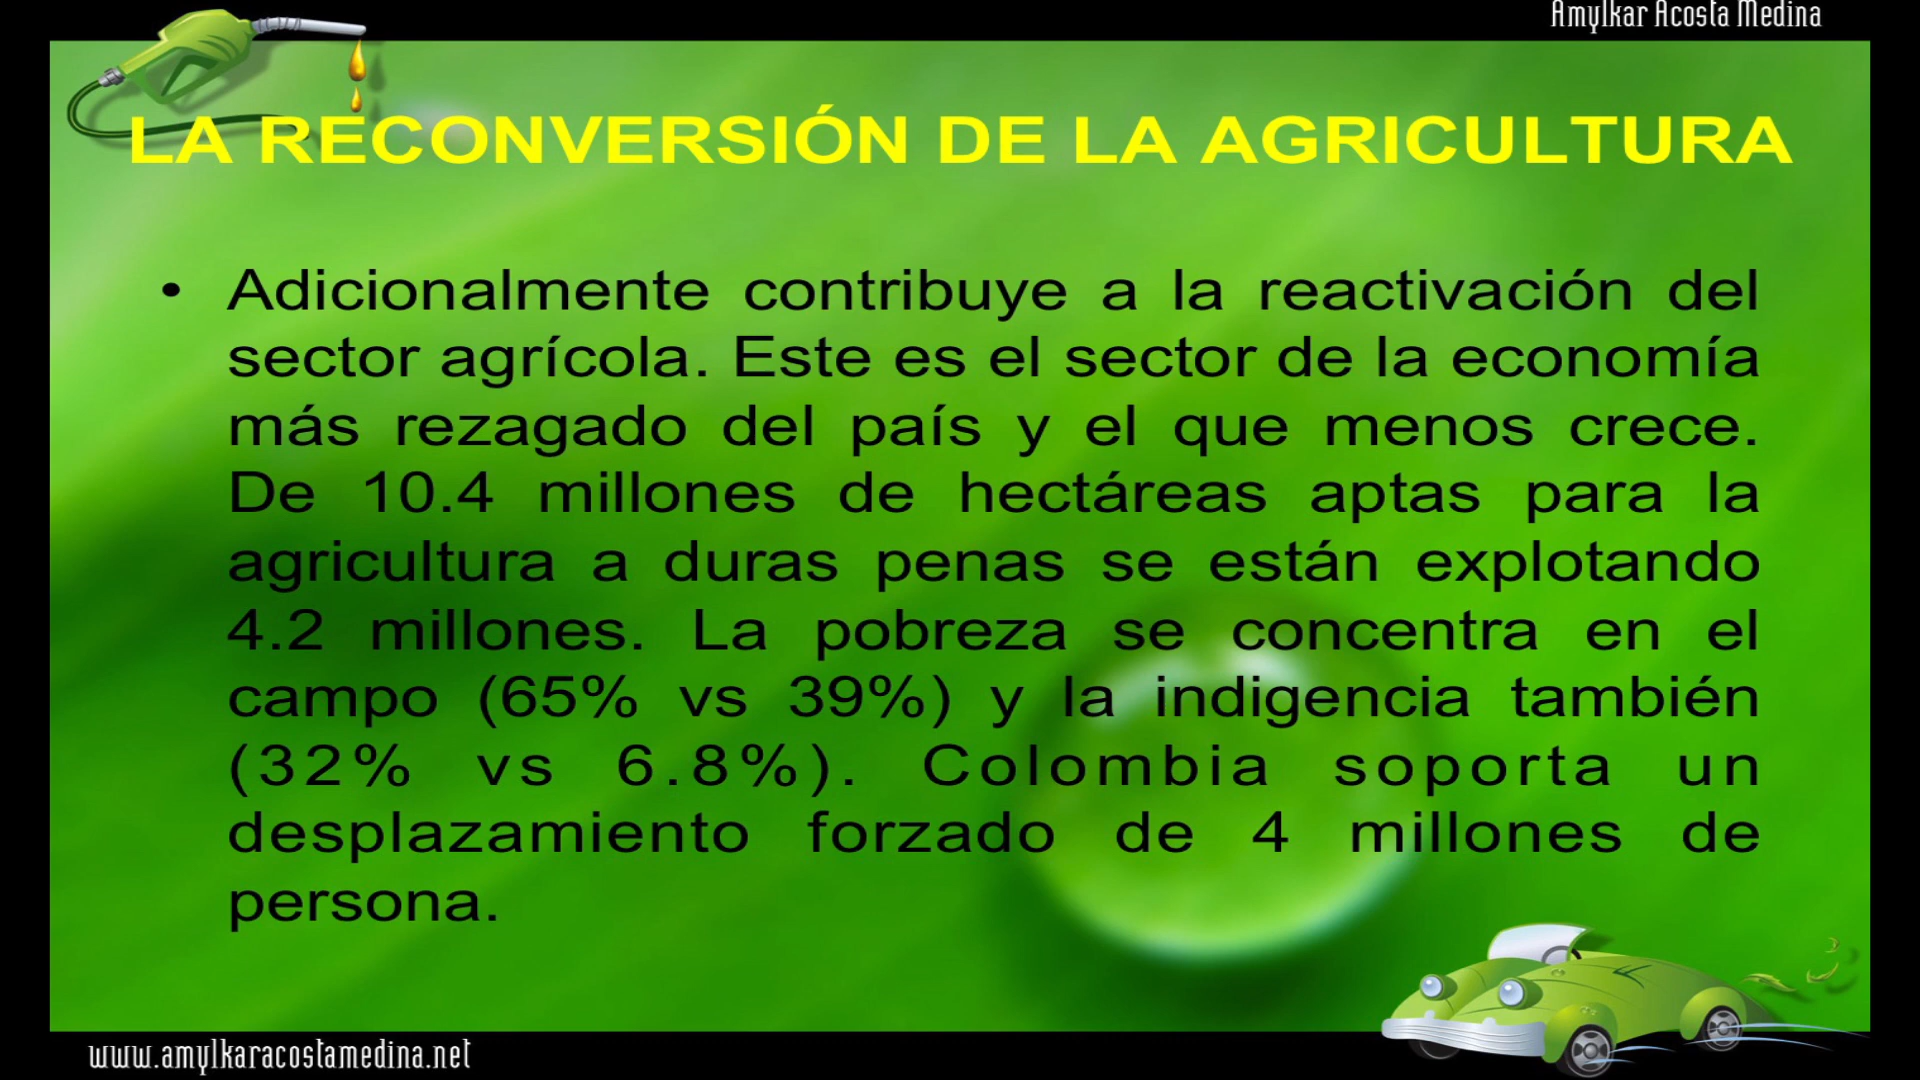 Amylkar Acosta Medina
LA RECONVERSIÓN DE LA AGRICULTURA
• Adicionalmente contribuye a la reactivación del
sector agrícola. Este es el sector de la economía
más rezagado del país y el que menos crece.
De 10.4 millones de hectáreas aptas para la
agricultura a duras penas se están explotando
4.2 millones. La pobreza se concentra en el
campo (65% vs 39%) y la indigencia también
(32% vs 6.8%). Colombia soporta un
desplazamiento forzado de 4 millones de
persona.
www.amylkaracostamedina.net